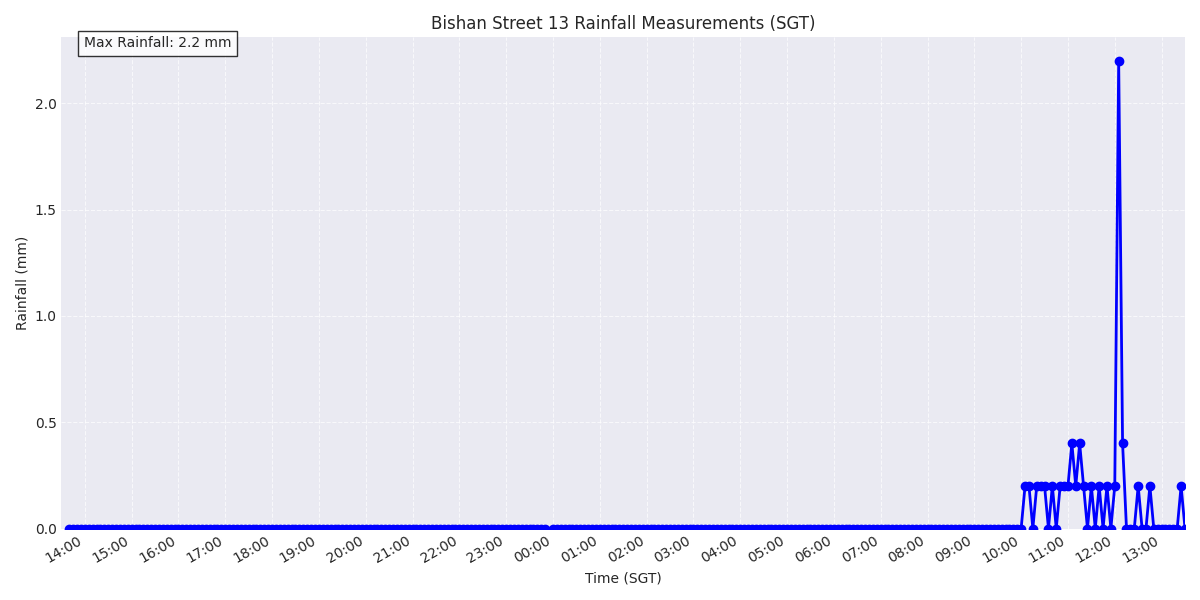 Bishan Street 13 Rainfall Measurements (SGT)
Max Rainfall: 2.2 mm
Rainfall (mm)
2.0
1.5
1.0
0.5
0.0
14:00 15:00 16:00 17:00 18:00 19:00 20:00 21:00 22:00 23:00 00:00 01:00 02:00 03:00 04:00 05:00 06:00 07:00 08:00 09:00 10:00 11:00 12:00 13:00
Time (SGT)